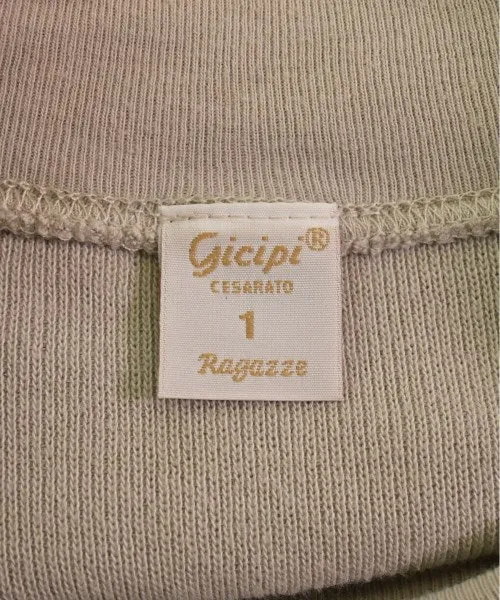 Gicipi®
CESARATO
1
Ragazze